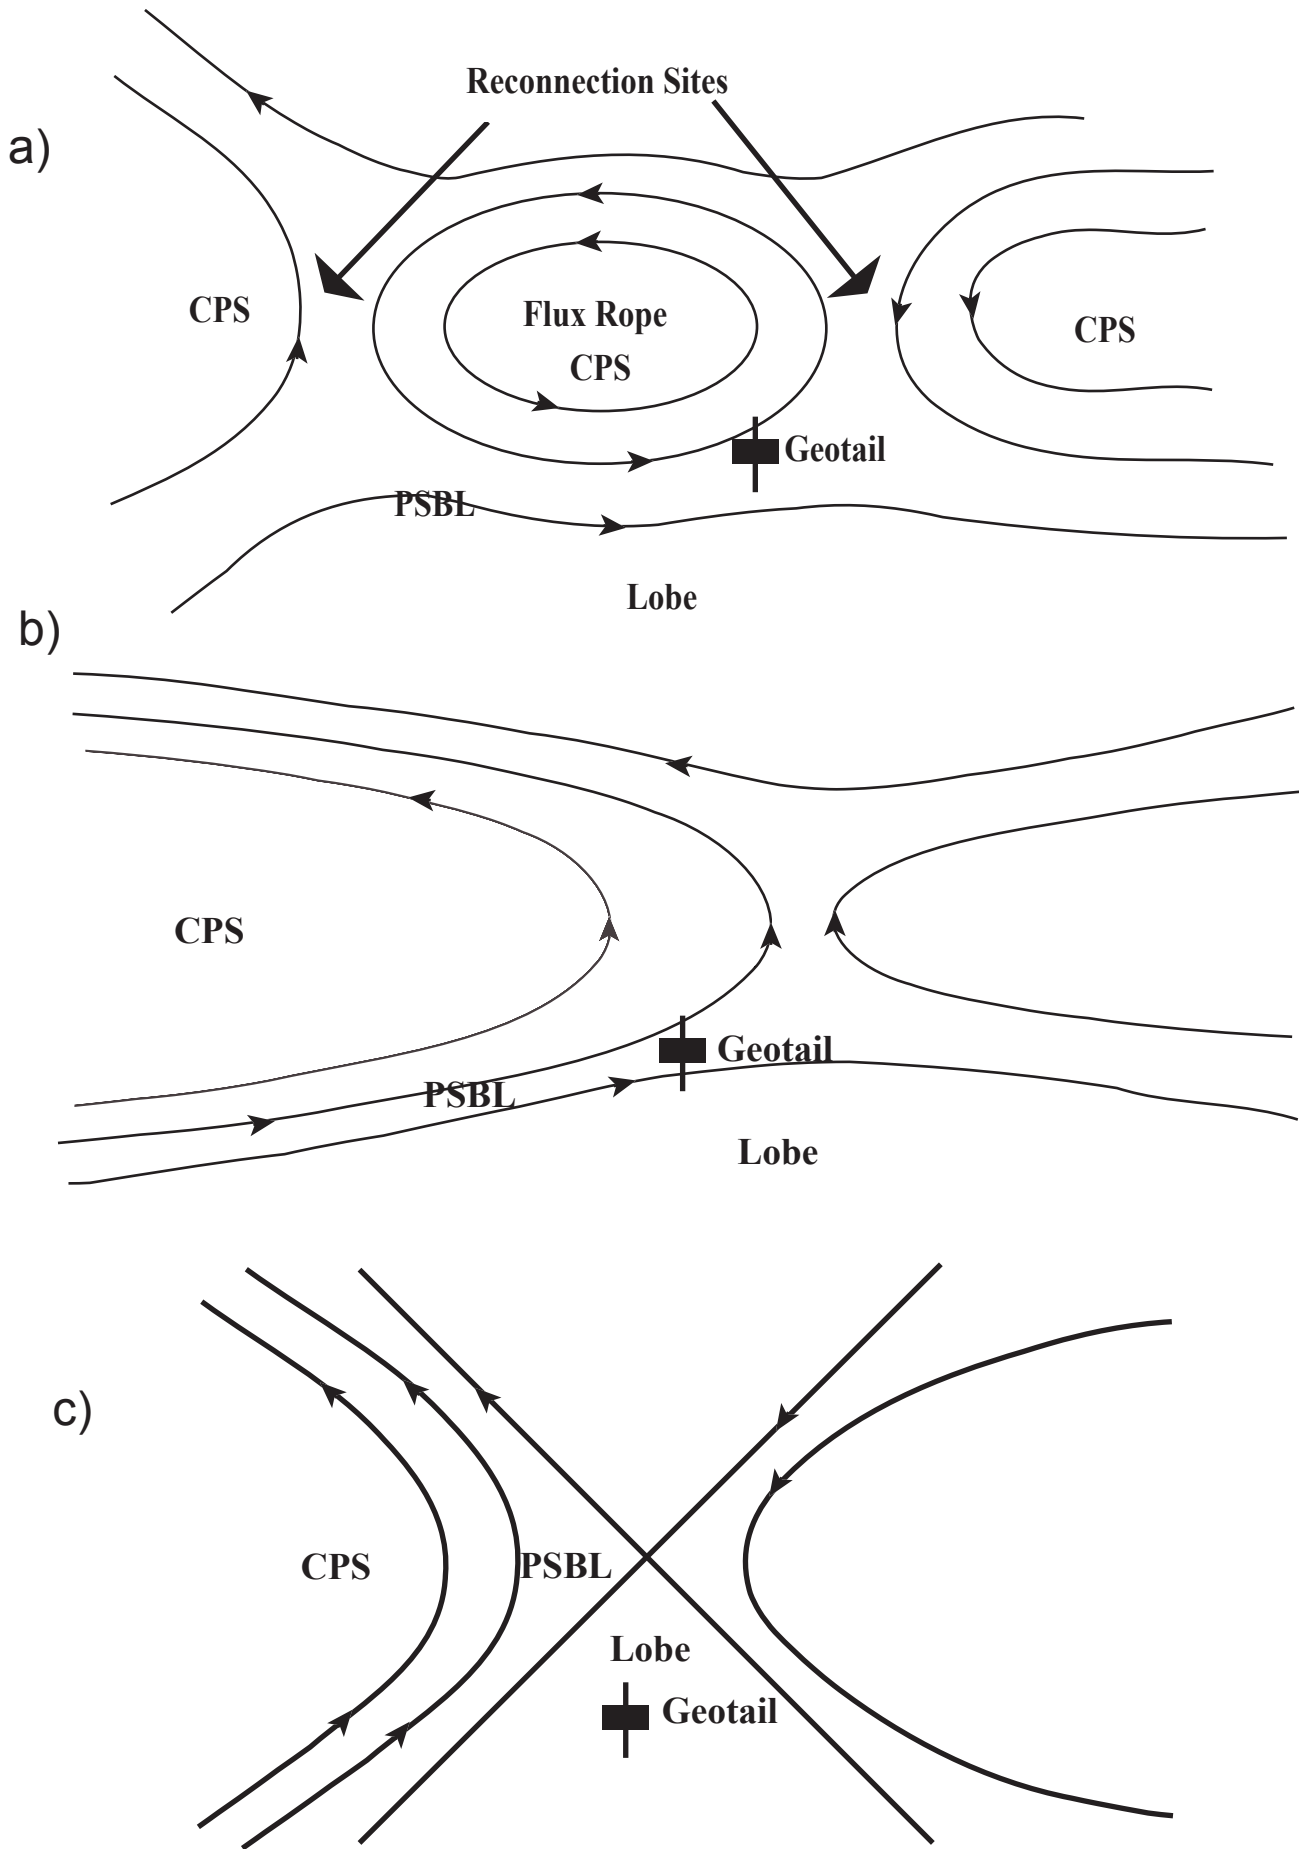 Reconnection Sites
a)
CPS
Flux Rope
CPS
CPS
Geotail
PSBL
Lobe
b)
CPS
Geotail
PSBL
Lobe
c)
CPS
PSBL
Lobe
Geotail